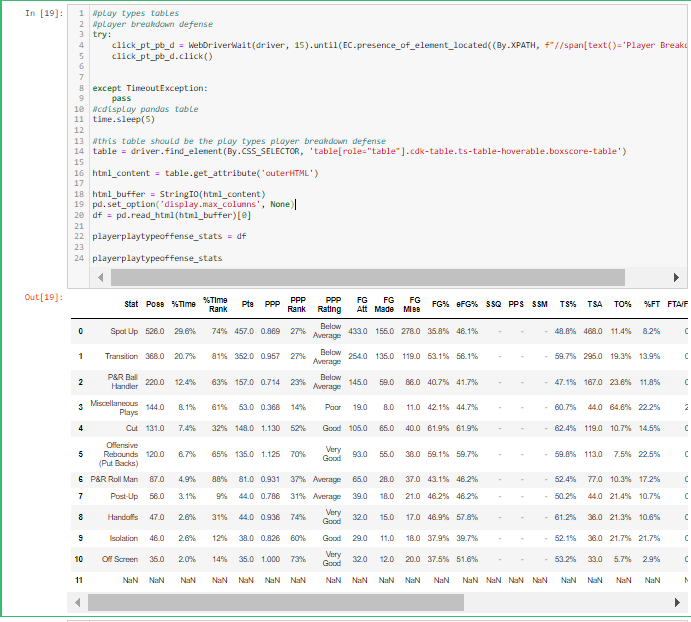 In [19]:
1 #play types tables
2 #player breakdown defense
3 try:
4 click_pt_pb_d = WebDriverWait(driver, 15).until(EC.presence_of_element_located((By.XPATH, f"//span[text()='Player Break
5 click_pt_pb_d.click()
6
7
8 except TimeoutException:
9 pass
10 #cdisplay pandas table
11 time.sleep(5)
12
13 #this table should be the play types player breakdown defense
14 table = driver.find_element(By.CSS_SELECTOR, 'table[role="table"].cdk-table.ts-table-hoverable.boxscore-table')
15
16 html_content = table.get_attribute('outerHTML')
17
18 html_buffer = StringIO(html_content)
19 pd.set_option('display.max_columns', None)
20 df = pd.read_html(html_buffer)[0]
21
22 playerplaytypeoffense_stats = df
23
24 playerplaytypeoffense_stats
Out[19]:
Stat Poss %Time %Time Rank Pts PPP PPP Rank PPP Rating FG Att FG Made FG Miss FG% eFG% SSQ PPS SSM TS% TSA TO% %FT FTA/F
0 Spot Up 526.0 29.6% 74% 457.0 0.869 27% Below Average 433.0 155.0 278.0 35.8% 46.1% - - - 48.8% 468.0 11.4% 8.2%
1 Transition 368.0 20.7% 81% 352.0 0.957 27% Below Average 254.0 135.0 119.0 53.1% 56.1% - - - 59.7% 295.0 19.3% 13.9%
2 P&R Ball Handler 220.0 12.4% 63% 157.0 0.714 23% Below Average 145.0 59.0 86.0 40.7% 41.7% - - - 47.1% 167.0 23.6% 11.8%
3 Miscellaneous Plays 144.0 8.1% 61% 53.0 0.368 14% Poor 19.0 8.0 11.0 42.1% 44.7% - - - 60.7% 44.0 64.6% 22.2%
4 Cut 131.0 7.4% 32% 148.0 1.130 52% Good 105.0 65.0 40.0 61.9% 61.9% - - - 62.4% 119.0 10.7% 14.5%
5 Offensive Rebounds (Put Backs) 120.0 6.7% 65% 135.0 1.125 70% Very Good 93.0 55.0 38.0 59.1% 59.7% - - - 59.8% 113.0 7.5% 22.5%
6 P&R Roll Man 87.0 4.9% 88% 81.0 0.931 37% Average 65.0 28.0 37.0 43.1% 46.2% - - - 52.4% 77.0 10.3% 17.2%
7 Post-Up 56.0 3.1% 9% 44.0 0.786 31% Average 39.0 18.0 21.0 46.2% 46.2% - - - 50.2% 44.0 21.4% 10.7%
8 Handoffs 47.0 2.6% 31% 44.0 0.936 74% Very Good 32.0 15.0 17.0 46.9% 57.8% - - - 61.2% 36.0 21.3% 10.6%
9 Isolation 46.0 2.6% 12% 38.0 0.826 60% Good 29.0 11.0 18.0 37.9% 39.7% - - - 52.1% 36.0 21.7% 21.7%
10 Off Screen 35.0 2.0% 14% 35.0 1.000 73% Very Good 32.0 12.0 20.0 37.5% 51.6% - - - 53.2% 33.0 5.7% 2.9%
11 NaN NaN NaN NaN NaN NaN NaN NaN NaN NaN NaN NaN NaN NaN NaN NaN NaN NaN NaN NaN